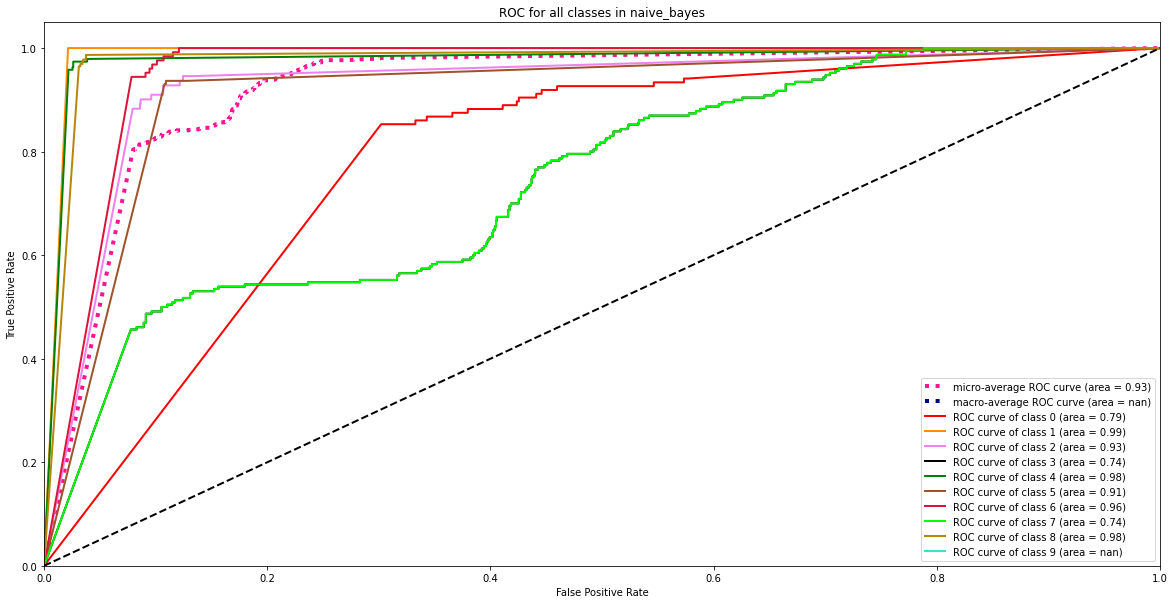 ROC for all classes in naive_bayes
True Positive Rate
1.0
0.8
0.6
0.4
0.2
0.0
micro-average ROC curve (area = 0.93)
macro-average ROC curve (area = nan)
ROC curve of class 0 (area = 0.79)
ROC curve of class 1 (area = 0.99)
ROC curve of class 2 (area = 0.93)
ROC curve of class 3 (area = 0.74)
ROC curve of class 4 (area = 0.98)
ROC curve of class 5 (area = 0.91)
ROC curve of class 6 (area = 0.96)
ROC curve of class 7 (area = 0.74)
ROC curve of class 8 (area = 0.98)
ROC curve of class 9 (area = nan)
0.0 0.2 0.4 0.6 0.8 1.0
False Positive Rate